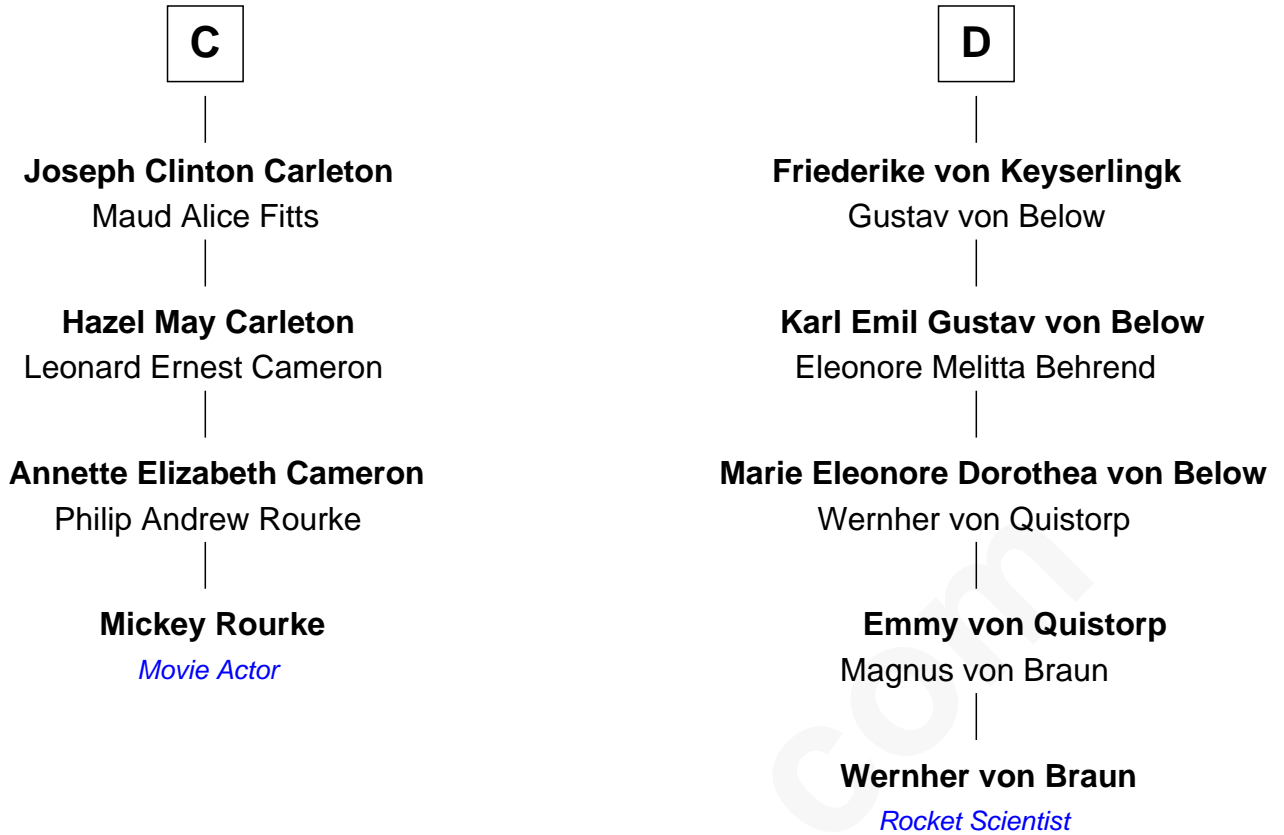 C
Joseph Clinton Carleton
Maud Alice Fitts
Hazel May Carleton
Leonard Ernest Cameron
Annette Elizabeth Cameron
Philip Andrew Rourke
Mickey Rourke
Movie Actor
D
Friederike von Keyserlingk
Gustav von Below
Karl Emil Gustav von Below
Eleonore Melitta Behrend
Marie Eleonore Dorothea von Below
Wernher von Quistorp
Emmy von Quistorp
Magnus von Braun
Wernher von Braun
Rocket Scientist
com